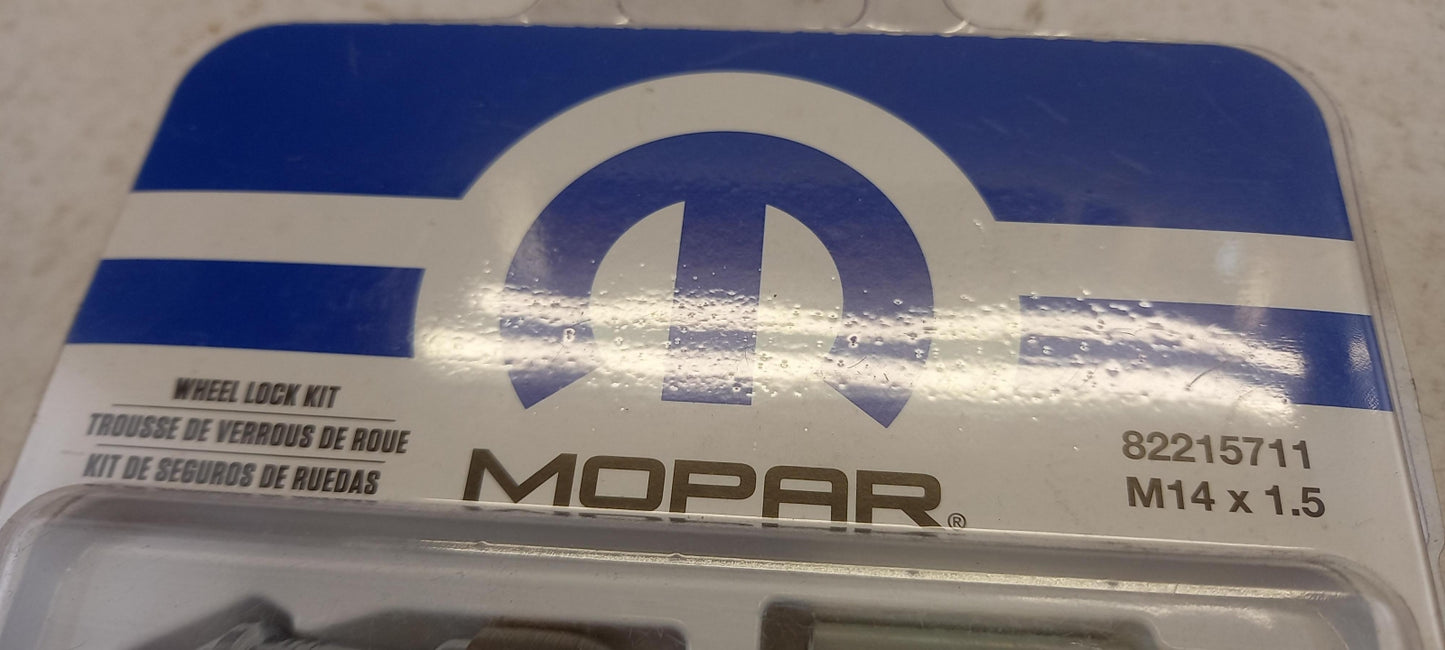 WHEEL LOCK KIT
TROUSSE DE VERROUS DE ROUE
KIT DE SEGUROS DE RUEDAS
MOPAR®
82215711
M14 x 1.5